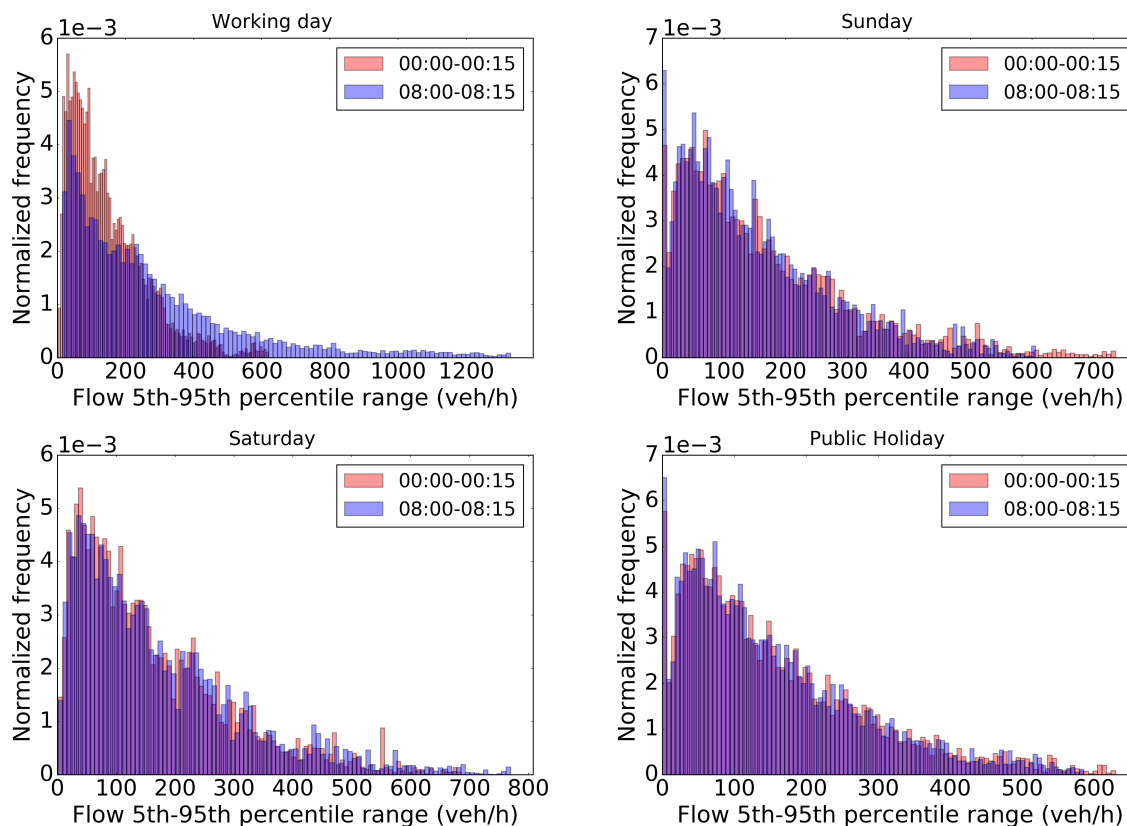 Working day
1e−3
00:00-00:15
08:00-08:15
Normalized frequency
6
5
4
3
2
1
0
0 200 400 600 800 1000 1200
Flow 5th-95th percentile range (veh/h)
Sunday
1e−3
00:00-00:15
08:00-08:15
Normalized frequency
7
6
5
4
3
2
1
0
0 100 200 300 400 500 600 700
Flow 5th-95th percentile range (veh/h)
Saturday
1e−3
00:00-00:15
08:00-08:15
Normalized frequency
6
5
4
3
2
1
0
0 100 200 300 400 500 600 700 800
Flow 5th-95th percentile range (veh/h)
Public Holiday
1e−3
00:00-00:15
08:00-08:15
Normalized frequency
7
6
5
4
3
2
1
0
0 100 200 300 400 500 600
Flow 5th-95th percentile range (veh/h)